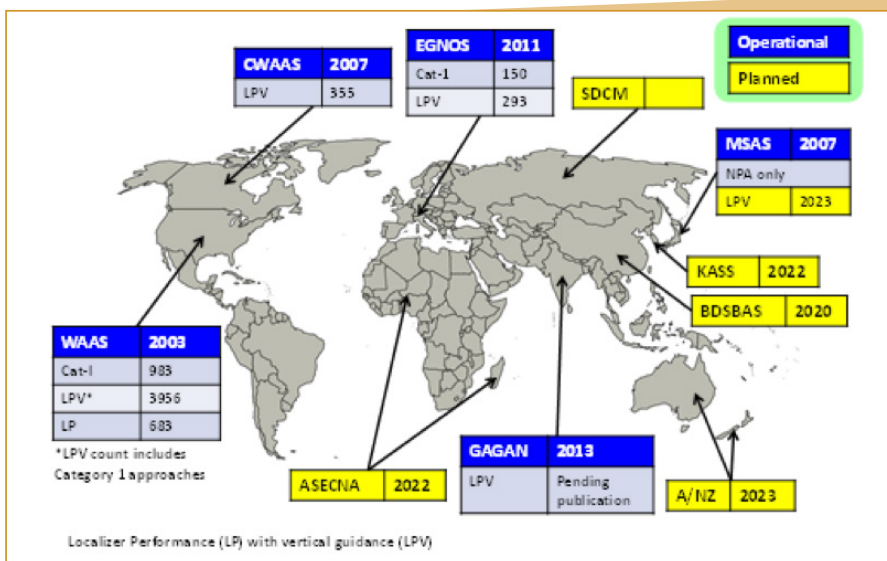 EGNOS 2011
Cat-1 150
LPV 293
CWAAS 2007
LPV 355
SDCM
Operational
Planned
MSAS 2007
NPA only
LPV 2023
KASS 2022
BDSBAS 2020
WAAS 2003
Cat-I 983
LPV* 3956
LP 683
*LPV count includes
Category 1 approaches
ASECNA 2022
GAGAN 2013
LPV Pending
publication
A/NZ 2023
Localizer Performance (LP) with vertical guidance (LPV)